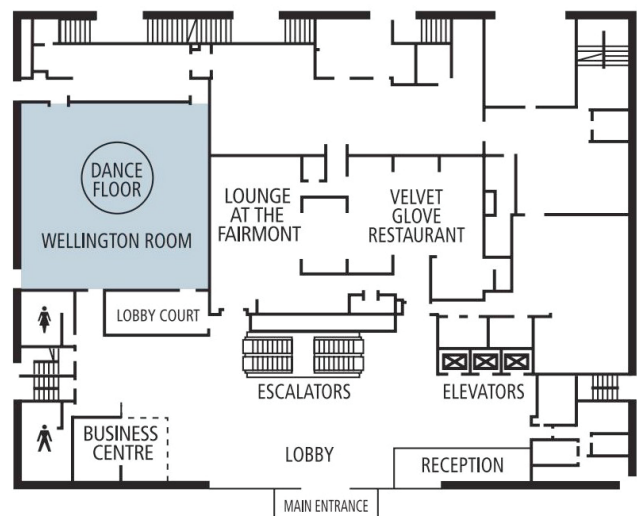 DANCE
FLOOR
WELLINGTON ROOM
LOUNGE
AT THE
FAIRMONT
VELVET
GLOVE
RESTAURANT
LOBBY COURT
ESCALATORS
ELEVATORS
BUSINESS
CENTRE
LOBBY
RECEPTION
MAIN ENTRANCE